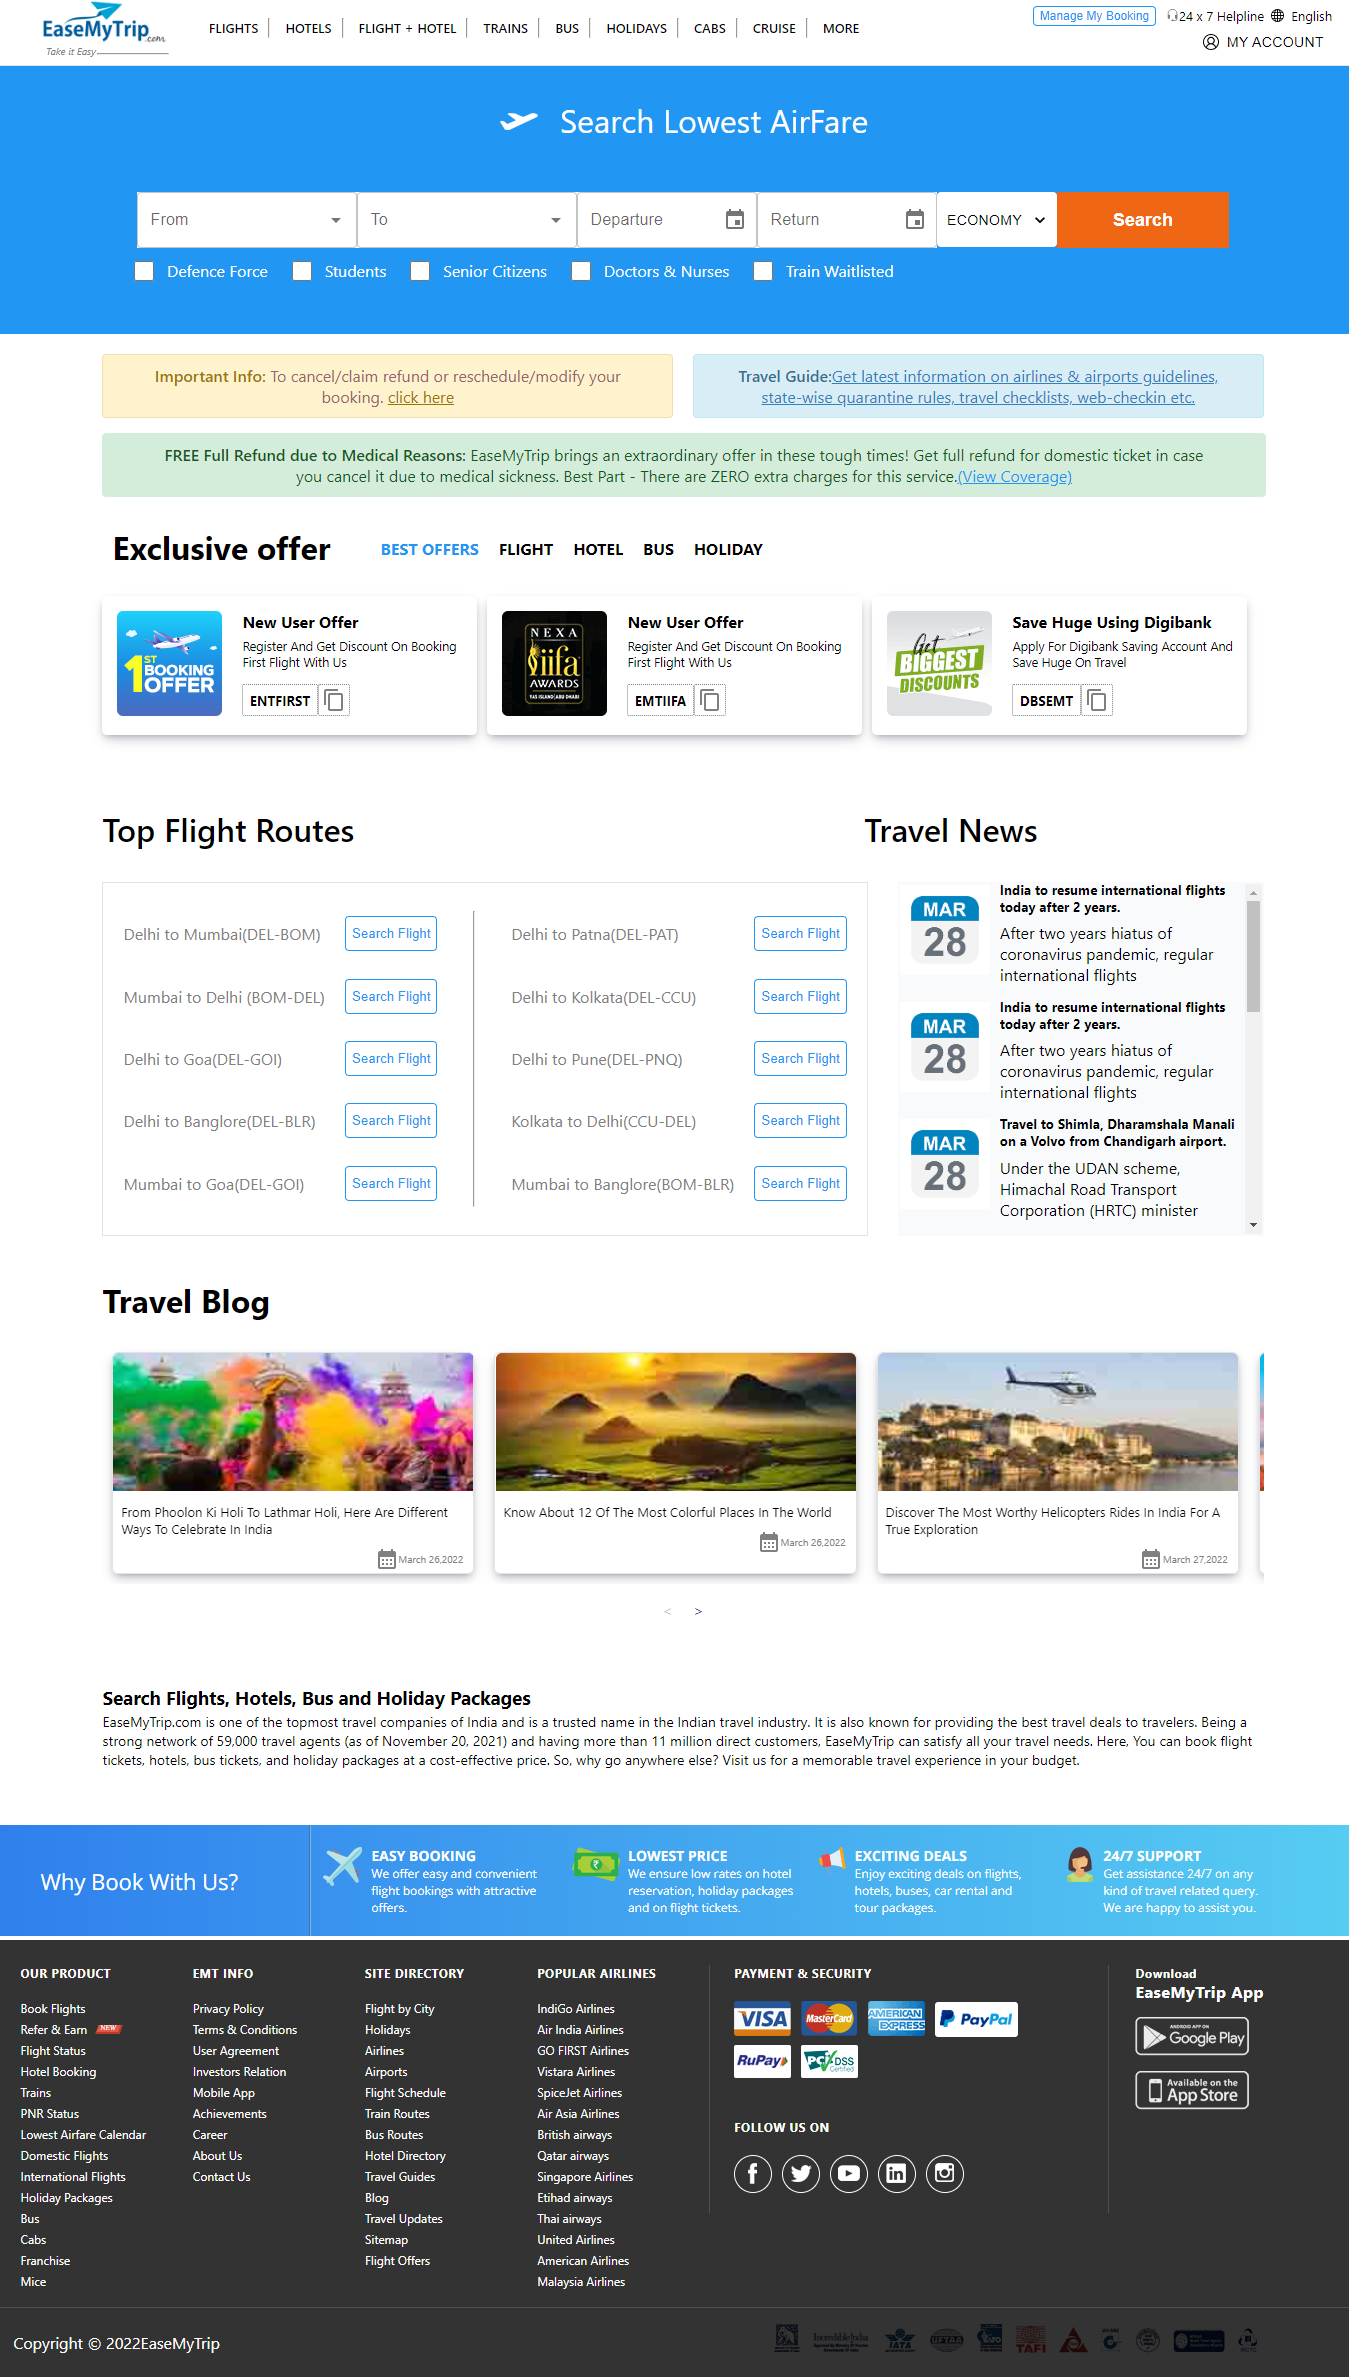 EaseMyTrip.com
Take it Easy
FLIGHTS
HOTELS
FLIGHT + HOTEL
TRAINS
BUS
HOLIDAYS
CABS
CRUISE
MORE
Manage My Booking
24 x 7 Helpline
English
MY ACCOUNT
Search Lowest AirFare
From
To
Departure
Return
ECONOMY
Search
Defence Force
Students
Senior Citizens
Doctors & Nurses
Train Waitlisted
Important Info: To cancel/claim refund or reschedule/modify your
booking. click here
Travel Guide:Get latest information on airlines & airports guidelines,
state-wise quarantine rules, travel checklists, web-checkin etc.
FREE Full Refund due to Medical Reasons: EaseMyTrip brings an extraordinary offer in these tough times! Get full refund for domestic ticket in case
you cancel it due to medical sickness. Best Part - There are ZERO extra charges for this service.(View Coverage)
Exclusive offer
BEST OFFERS
FLIGHT
HOTEL
BUS
HOLIDAY
1ST BOOKING OFFER
New User Offer
Register And Get Discount On Booking
First Flight With Us
ENTFIRST
NEXA
iifa
AWARDS
YAS ISLAND|ABU DHABI
New User Offer
Register And Get Discount On Booking
First Flight With Us
EMTIIFA
Get
BIGGEST
DISCOUNTS
Save Huge Using Digibank
Apply For Digibank Saving Account And
Save Huge On Travel
DBSEMT
Top Flight Routes
Delhi to Mumbai(DEL-BOM) Search Flight
Delhi to Patna(DEL-PAT) Search Flight
Mumbai to Delhi (BOM-DEL) Search Flight
Delhi to Kolkata(DEL-CCU) Search Flight
Delhi to Goa(DEL-GOI) Search Flight
Delhi to Pune(DEL-PNQ) Search Flight
Delhi to Banglore(DEL-BLR) Search Flight
Kolkata to Delhi(CCU-DEL) Search Flight
Mumbai to Goa(DEL-GOI) Search Flight
Mumbai to Banglore(BOM-BLR) Search Flight
Travel News
MAR
28
India to resume international flights
today after 2 years.
After two years hiatus of
coronavirus pandemic, regular
international flights
MAR
28
India to resume international flights
today after 2 years.
After two years hiatus of
coronavirus pandemic, regular
international flights
MAR
28
Travel to Shimla, Dharamshala Manali
on a Volvo from Chandigarh airport.
Under the UDAN scheme,
Himachal Road Transport
Corporation (HRTC) minister
Travel Blog
From Phoolon Ki Holi To Lathmar Holi, Here Are Different
Ways To Celebrate In India
March 26,2022
Know About 12 Of The Most Colorful Places In The World
March 26,2022
Discover The Most Worthy Helicopters Rides In India For A
True Exploration
March 27,2022
< >
Search Flights, Hotels, Bus and Holiday Packages
EaseMyTrip.com is one of the topmost travel companies of India and is a trusted name in the Indian travel industry. It is also known for providing the best travel deals to travelers. Being a
strong network of 59,000 travel agents (as of November 20, 2021) and having more than 11 million direct customers, EaseMyTrip can satisfy all your travel needs. Here, You can book flight
tickets, hotels, bus tickets, and holiday packages at a cost-effective price. So, why go anywhere else? Visit us for a memorable travel experience in your budget.
Why Book With Us?
EASY BOOKING
We offer easy and convenient
flight bookings with attractive
offers.
LOWEST PRICE
We ensure low rates on hotel
reservation, holiday packages
and on flight tickets.
EXCITING DEALS
Enjoy exciting deals on flights,
hotels, buses, car rental and
tour packages.
24/7 SUPPORT
Get assistance 24/7 on any
kind of travel related query.
We are happy to assist you.
OUR PRODUCT
Book Flights
Refer & Earn NEW
Flight Status
Hotel Booking
Trains
PNR Status
Lowest Airfare Calendar
Domestic Flights
International Flights
Holiday Packages
Bus
Cabs
Franchise
Mice
EMT INFO
Privacy Policy
Terms & Conditions
User Agreement
Investors Relation
Mobile App
Achievements
Career
About Us
Contact Us
SITE DIRECTORY
Flight by City
Holidays
Airlines
Airports
Flight Schedule
Train Routes
Bus Routes
Hotel Directory
Travel Guides
Blog
Travel Updates
Sitemap
Flight Offers
POPULAR AIRLINES
IndiGo Airlines
Air India Airlines
GO FIRST Airlines
Vistara Airlines
SpiceJet Airlines
Air Asia Airlines
British airways
Qatar airways
Singapore Airlines
Etihad airways
Thai airways
United Airlines
American Airlines
Malaysia Airlines
PAYMENT & SECURITY
VISA
MasterCard
AMERICAN EXPRESS
PayPal
RuPay
PCI DSS Certified
FOLLOW US ON
Download
EaseMyTrip App
ANDROID APP ON
Google Play
Available on the
App Store
Copyright © 2022EaseMyTrip
Incredible India
IATA
UFTAA
TAFI